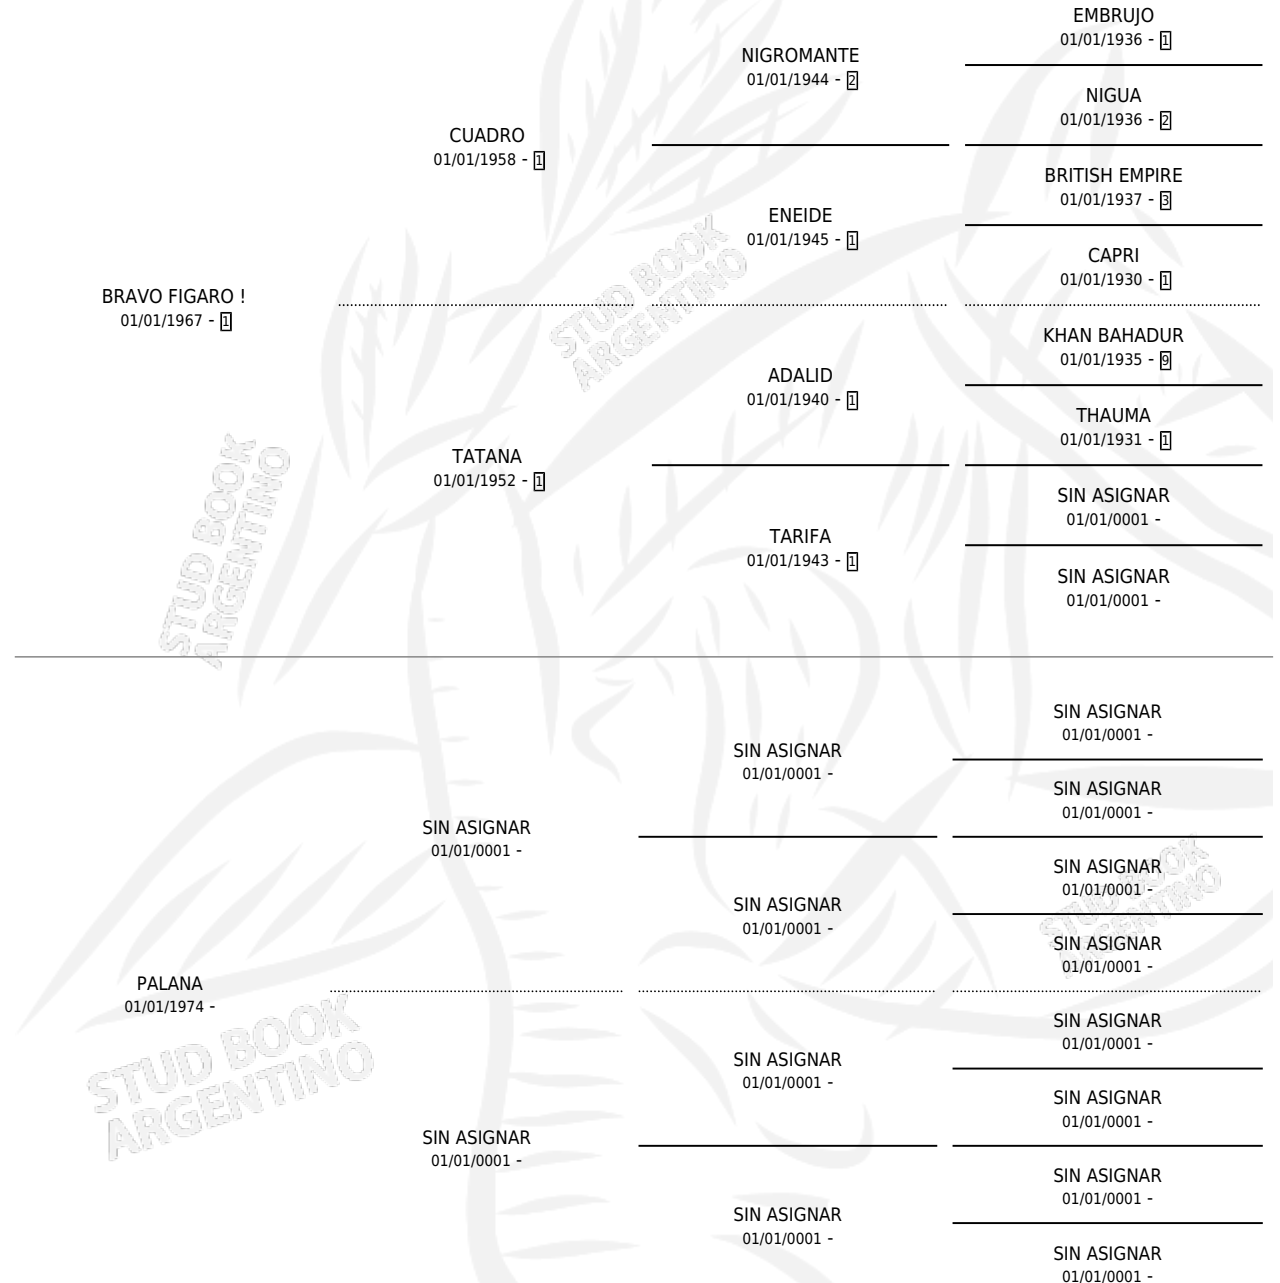 EMBRUJO
01/01/1936 - 1
NIGROMANTE
01/01/1944 - 2
NIGUA
01/01/1936 - 2
CUADRO
01/01/1958 - 1
BRITISH EMPIRE
01/01/1937 - 3
ENEIDE
01/01/1945 - 1
CAPRI
01/01/1930 - 1
BRAVO FIGARO !
01/01/1967 - 1
KHAN BAHADUR
01/01/1935 - 9
ADALID
01/01/1940 - 1
THAUMA
01/01/1931 - 1
TATANA
01/01/1952 - 1
SIN ASIGNAR
01/01/0001 -
TARIFA
01/01/1943 - 1
SIN ASIGNAR
01/01/0001 -
STUD BOOK
ARGENTINO
STUD BOOK
ARGENTINO
SIN ASIGNAR
01/01/0001 -
SIN ASIGNAR
01/01/0001 -
SIN ASIGNAR
01/01/0001 -
SIN ASIGNAR
01/01/0001 -
SIN ASIGNAR
01/01/0001 -
SIN ASIGNAR
01/01/0001 -
SIN ASIGNAR
01/01/0001 -
PALANA
01/01/1974 -
SIN ASIGNAR
01/01/0001 -
SIN ASIGNAR
01/01/0001 -
SIN ASIGNAR
01/01/0001 -
SIN ASIGNAR
01/01/0001 -
SIN ASIGNAR
01/01/0001 -
SIN ASIGNAR
01/01/0001 -
SIN ASIGNAR
01/01/0001 -
STUD BOOK
ARGENTINO
STUD BOOK
ARGENTINO